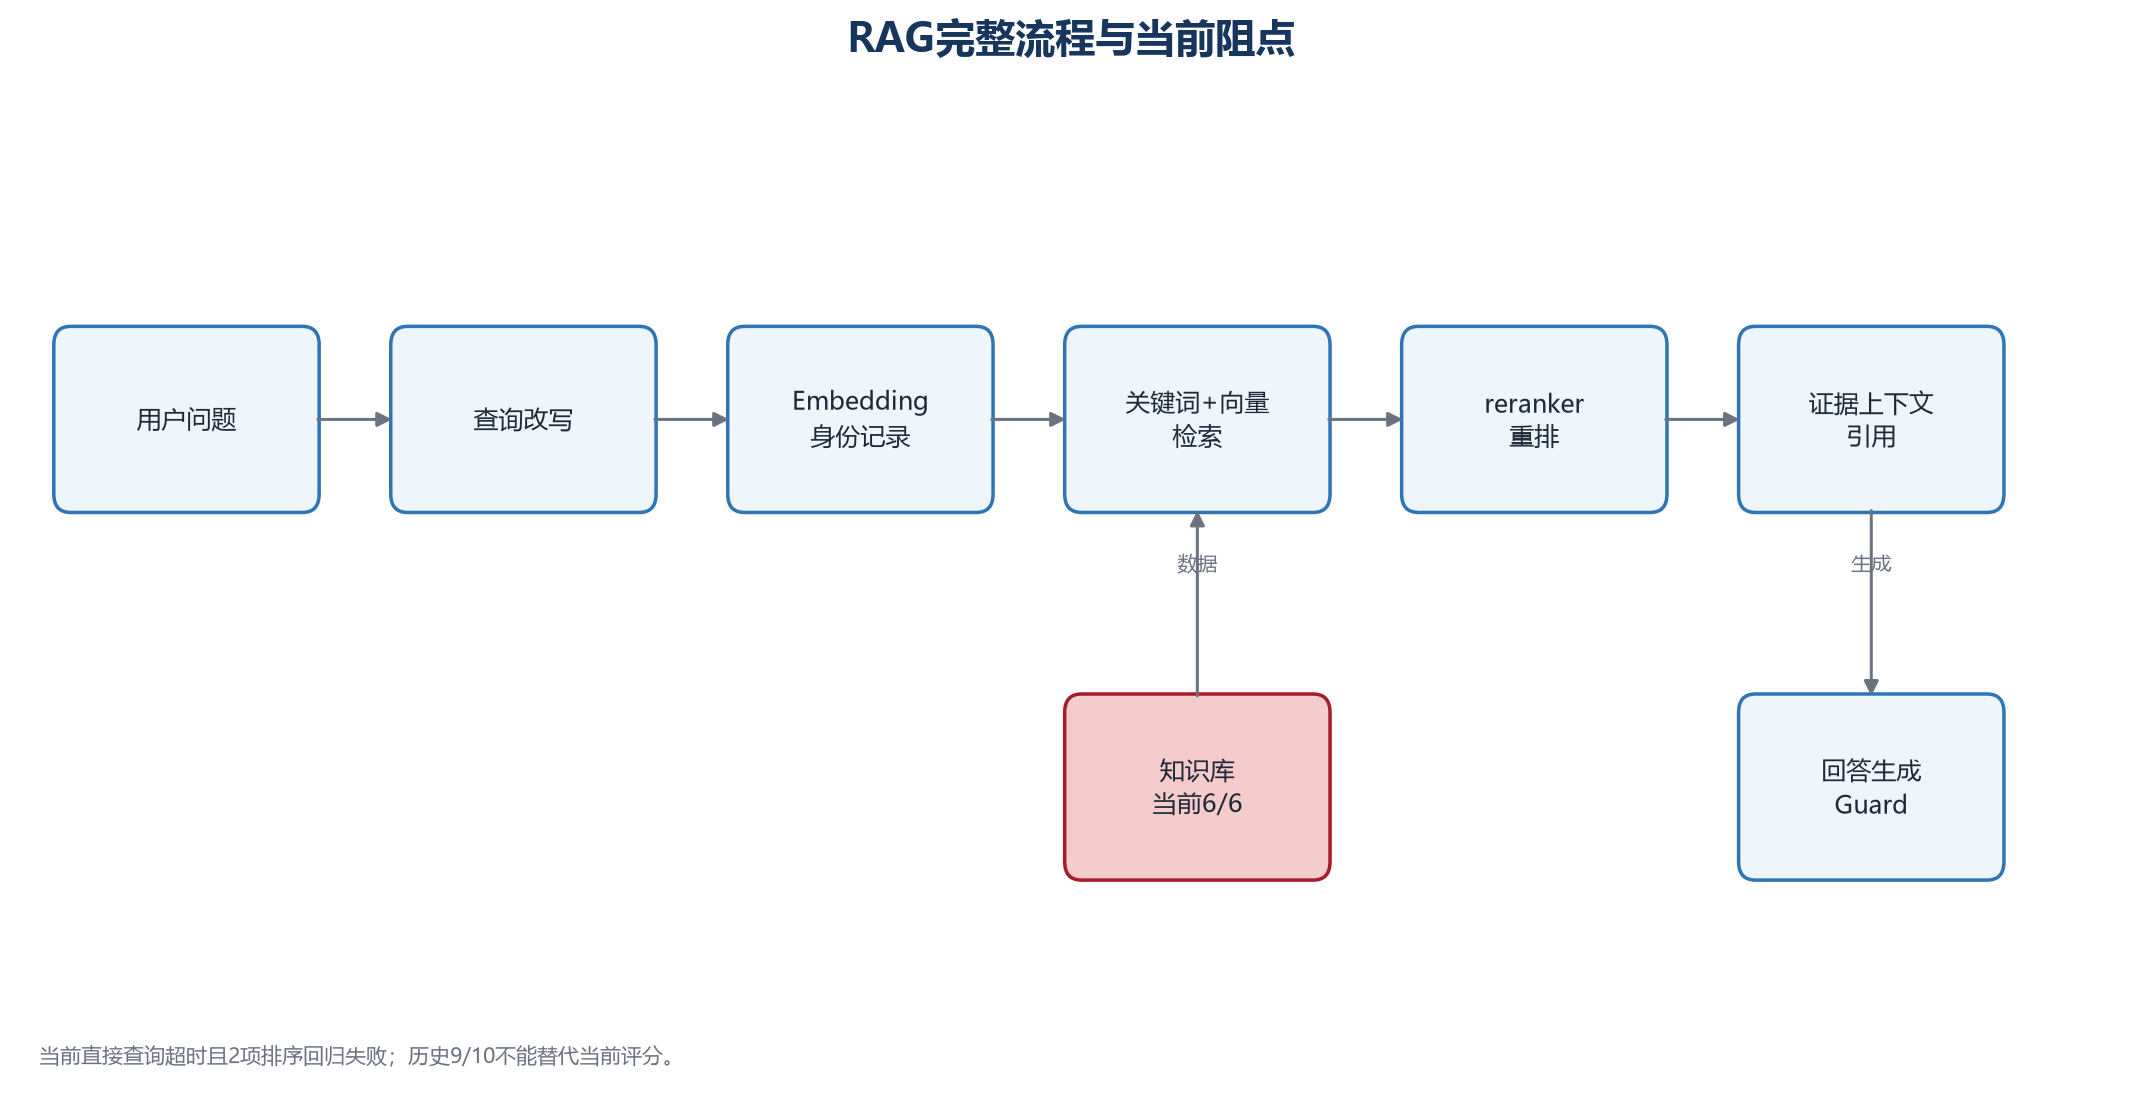 RAG完整流程与当前阻点
用户问题
查询改写
Embedding
身份记录
关键词+向量
检索
reranker
重排
证据上下文
引用
数据
生成
知识库
当前6/6
回答生成
Guard
当前直接查询超时且2项排序回归失败；历史9/10不能替代当前评分。